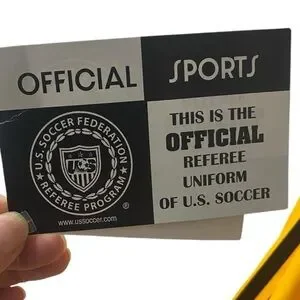 OFFICIAL
SPORTS
U.S. SOCCER FEDERATION
REFEREE PROGRAM
®
www.ussoccer.com
THIS IS THE
OFFICIAL
REFEREE
UNIFORM
OF U.S. SOCCER